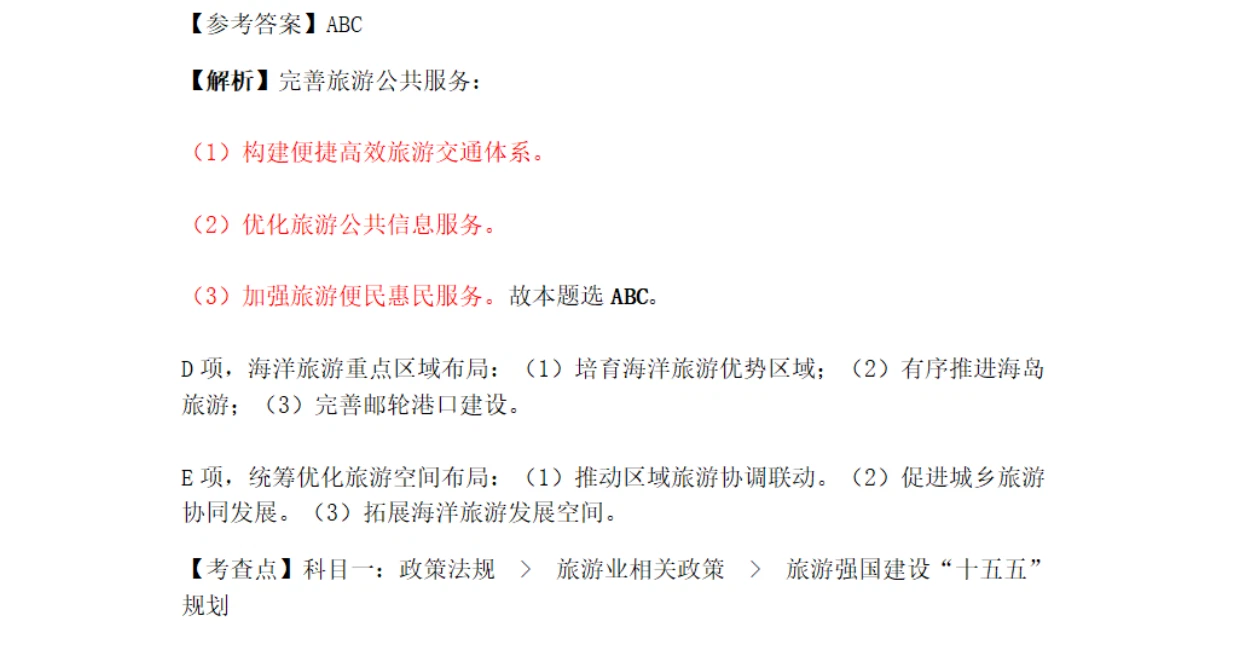 【参考答案】ABC
【解析】完善旅游公共服务：
（1）构建便捷高效旅游交通体系。
（2）优化旅游公共信息服务。
（3）加强旅游便民惠民服务。故本题选 ABC。
D 项，海洋旅游重点区域布局：（1）培育海洋旅游优势区域；（2）有序推进海岛
旅游；（3）完善邮轮港口建设。
E 项，统筹优化旅游空间布局：（1）推动区域旅游协调联动。（2）促进城乡旅游
协同发展。（3）拓展海洋旅游发展空间。
【考查点】科目一：政策法规 > 旅游业相关政策 > 旅游强国建设“十五五”
规划